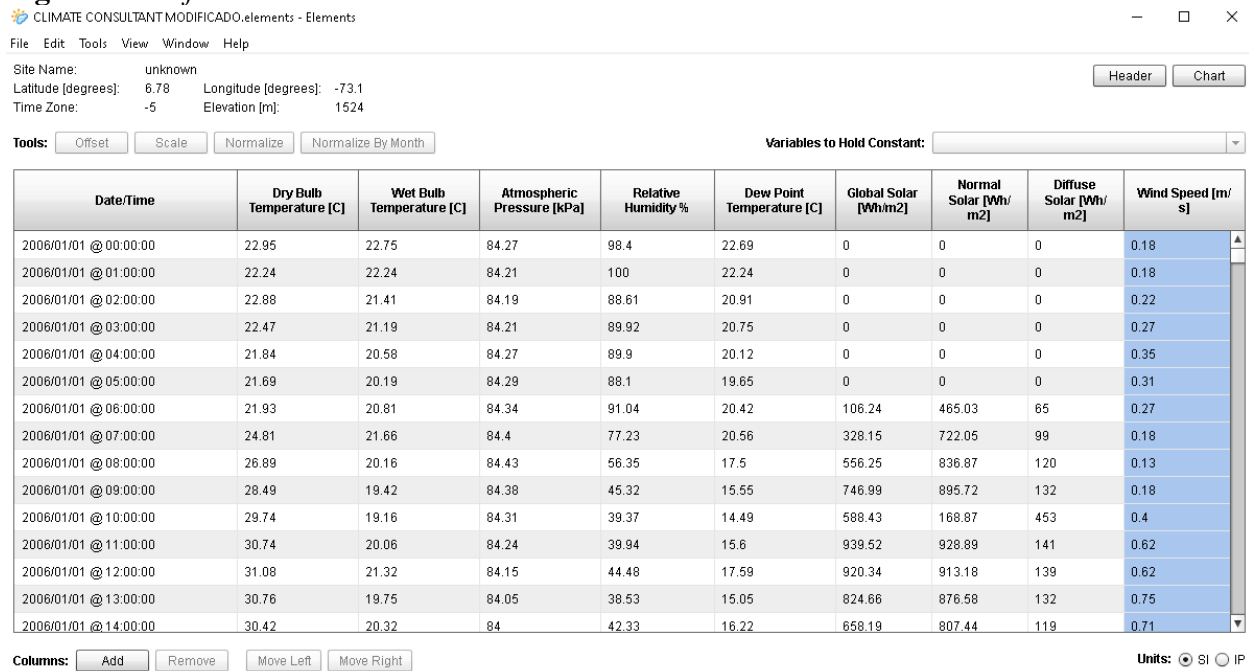 CLIMATE CONSULTANT MODIFICADO.elements - Elements
File Edit Tools View Window Help
Site Name: unknown
Latitude [degrees]: 6.78 Longitude [degrees]: -73.1
Time Zone: -5 Elevation [m]: 1524
Header Chart
Tools: Offset Scale Normalize Normalize By Month Variables to Hold Constant:
Date/Time Dry Bulb Temperature [C] Wet Bulb Temperature [C] Atmospheric Pressure [kPa] Relative Humidity % Dew Point Temperature [C] Global Solar [Wh/m2] Normal Solar [Wh/m2] Diffuse Solar [Wh/m2] Wind Speed [m/s]
2006/01/01 @ 00:00:00 22.95 22.75 84.27 98.4 22.69 0 0 0 0.18
2006/01/01 @ 01:00:00 22.24 22.24 84.21 100 22.24 0 0 0 0.18
2006/01/01 @ 02:00:00 22.88 21.41 84.19 88.61 20.91 0 0 0 0.22
2006/01/01 @ 03:00:00 22.47 21.19 84.21 89.92 20.75 0 0 0 0.27
2006/01/01 @ 04:00:00 21.84 20.58 84.27 89.9 20.12 0 0 0 0.35
2006/01/01 @ 05:00:00 21.69 20.19 84.29 88.1 19.65 0 0 0 0.31
2006/01/01 @ 06:00:00 21.93 20.81 84.34 91.04 20.42 106.24 465.03 65 0.27
2006/01/01 @ 07:00:00 24.81 21.66 84.4 77.23 20.56 328.15 722.05 99 0.18
2006/01/01 @ 08:00:00 26.89 20.16 84.43 56.35 17.5 556.25 836.87 120 0.13
2006/01/01 @ 09:00:00 28.49 19.42 84.38 45.32 15.55 746.99 895.72 132 0.18
2006/01/01 @ 10:00:00 29.74 19.16 84.31 39.37 14.49 588.43 168.87 453 0.4
2006/01/01 @ 11:00:00 30.74 20.06 84.24 39.94 15.6 939.52 928.89 141 0.62
2006/01/01 @ 12:00:00 31.08 21.32 84.15 44.48 17.59 920.34 913.18 139 0.62
2006/01/01 @ 13:00:00 30.76 19.75 84.05 38.53 15.05 824.66 876.58 132 0.75
2006/01/01 @ 14:00:00 30.42 20.32 84 42.33 16.22 658.19 807.44 119 0.71
Columns: Add Remove Move Left Move Right Units: SI IP